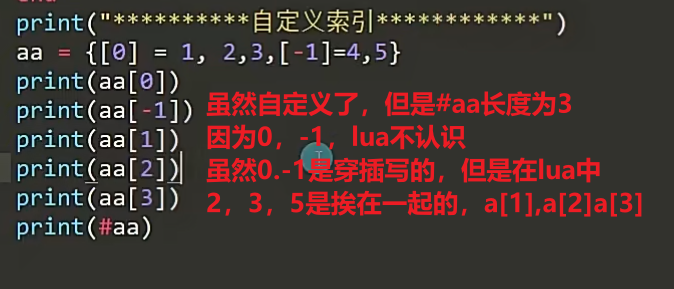 end
print("**********自定义索引************")
aa = {[0] = 1, 2,3,[-1]=4,5}
print(aa[0])
print(aa[-1])
print(aa[1])
print(aa[2])
print(aa[3])
print(#aa)
虽然自定义了，但是#aa长度为3
因为0，-1，lua不认识
虽然0.-1是穿插写的，但是在lua中
2，3，5是挨在一起的，a[1],a[2]a[3]